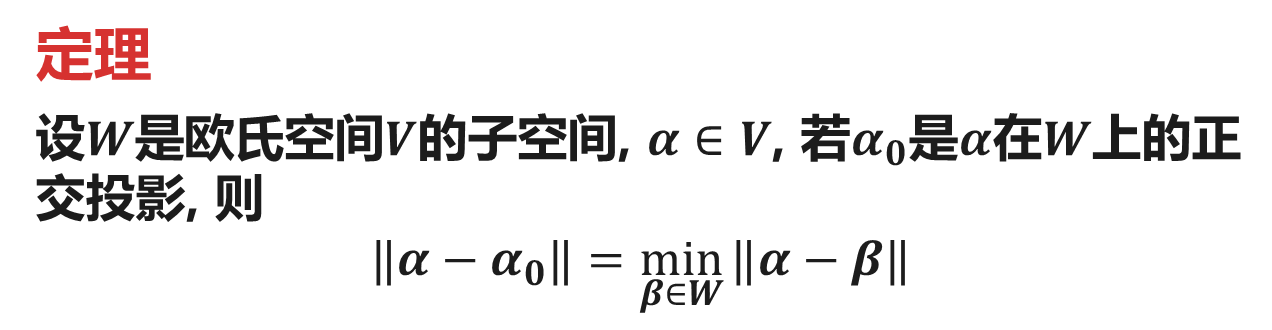 定理
设W是欧氏空间V的子空间, α ∈ V, 若α₀是α在W上的正
交投影, 则
‖α − α₀‖ = min ‖α − β‖
β∈W